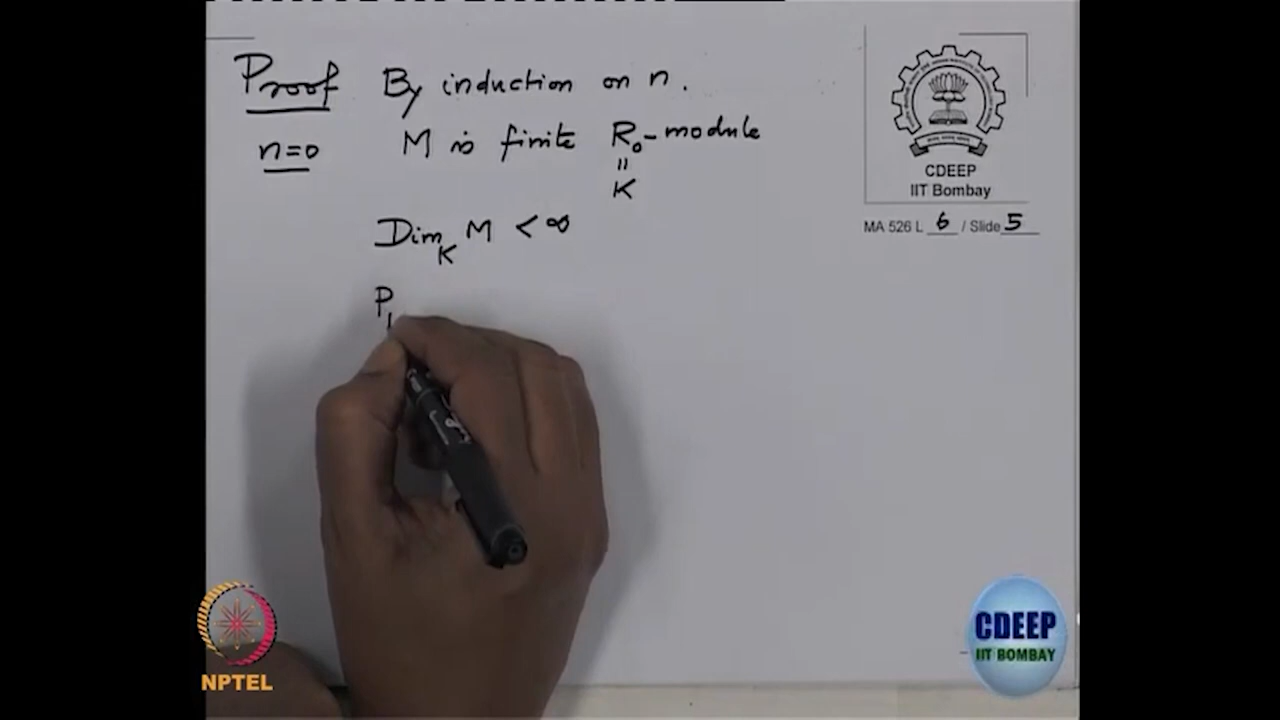 Proof By induction on n.
n=0 M is finite R₀-module
=
K
Dim_K M < ∞
P
CDEEP
IIT Bombay
MA 526 L 6 / Slide 5
NPTEL
CDEEP
IIT BOMBAY